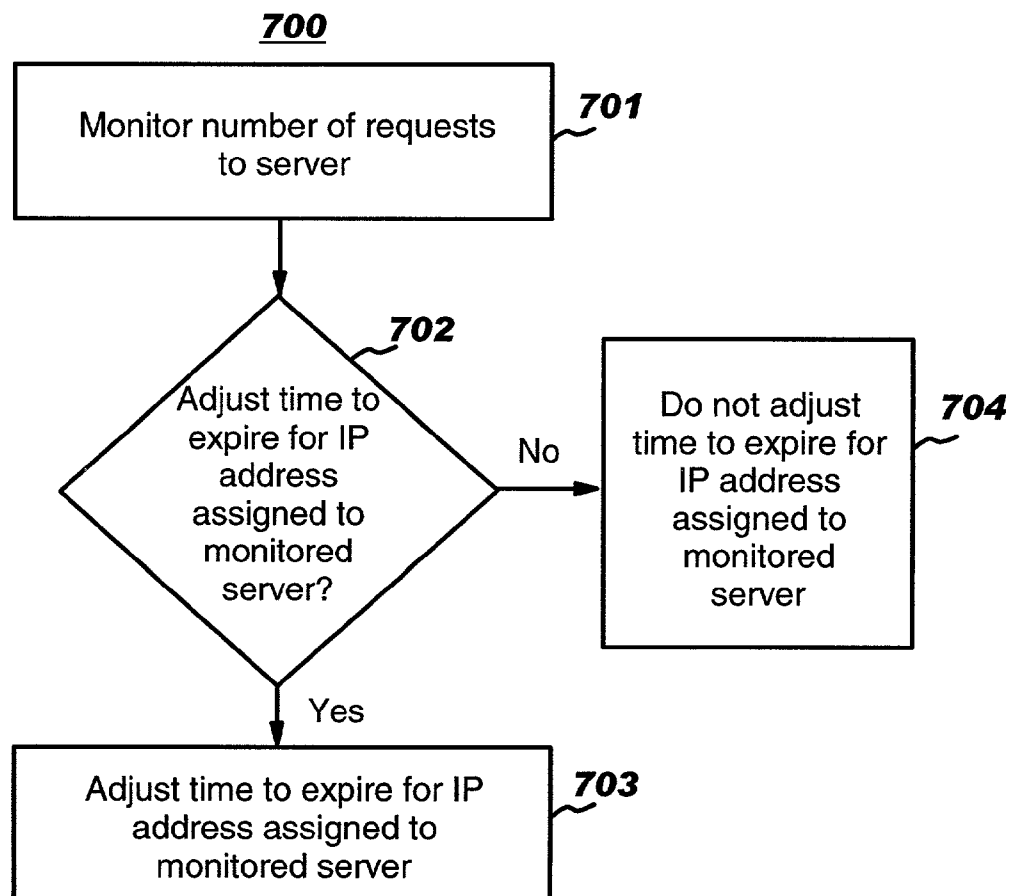 700
Monitor number of requests
to server
701
702
Adjust time to
expire for IP
address
assigned to
monitored
server?
No
Do not adjust
time to expire for
IP address
assigned to
monitored
server
704
Yes
Adjust time to expire for IP
address assigned to
monitored server
703